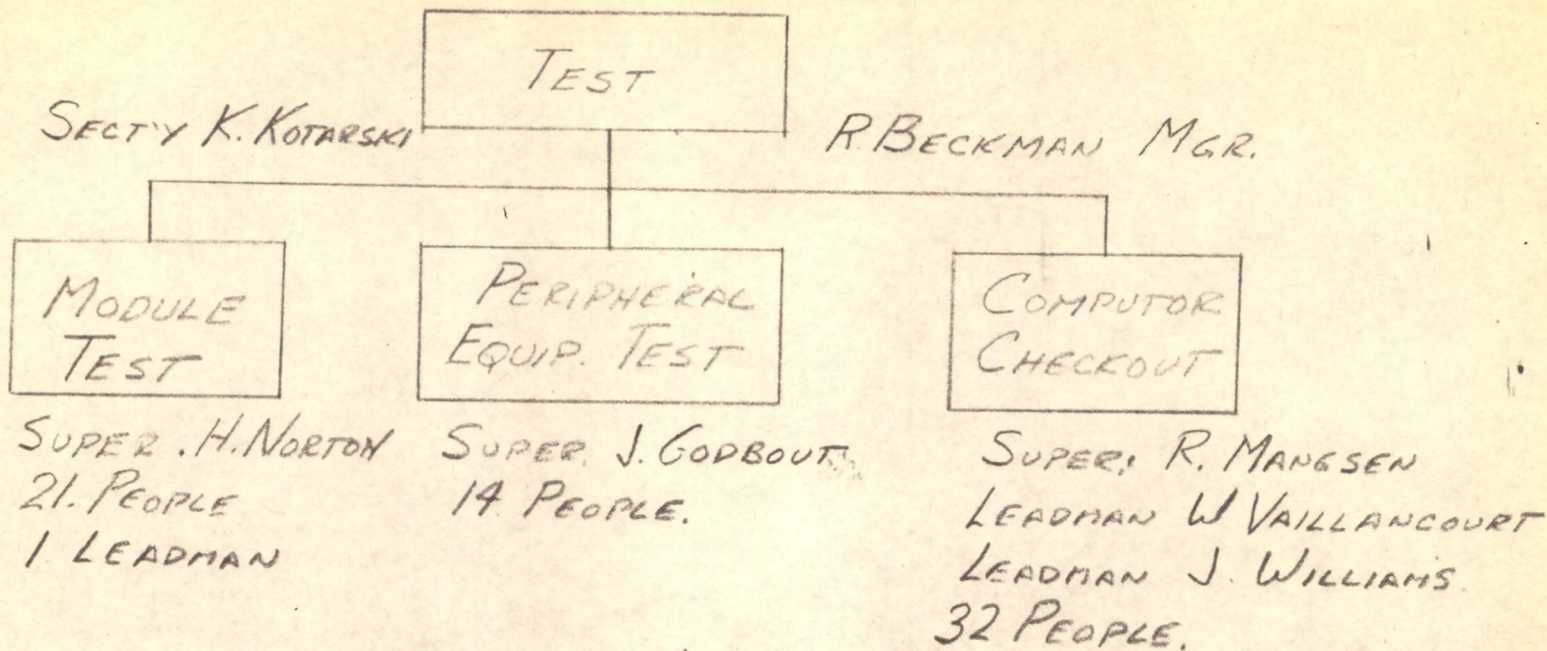 TEST
SECT'Y K. KOTARSKI
R. BECKMAN MGR.
MODULE
TEST
PERIPHERAL
EQUIP. TEST
COMPUTOR
CHECKOUT
SUPER. H. NORTON
21. PEOPLE
1 LEADMAN
SUPER. J. GODBOUT
14 PEOPLE.
SUPER. R. MANGSEN
LEADMAN W VAILLANCOURT
LEADMAN J. WILLIAMS
32 PEOPLE.